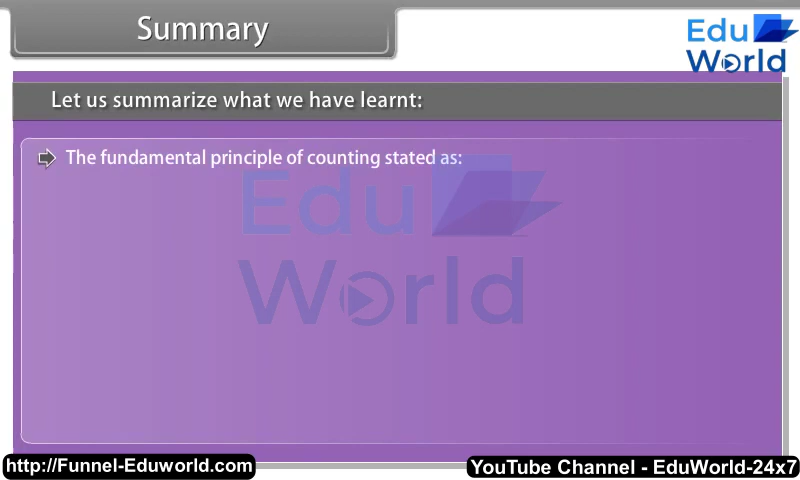 Summary
Edu
World
Let us summarize what we have learnt:
The fundamental principle of counting stated as:
Edu
World
http://Funnel-Eduworld.com
YouTube Channel - EduWorld-24x7